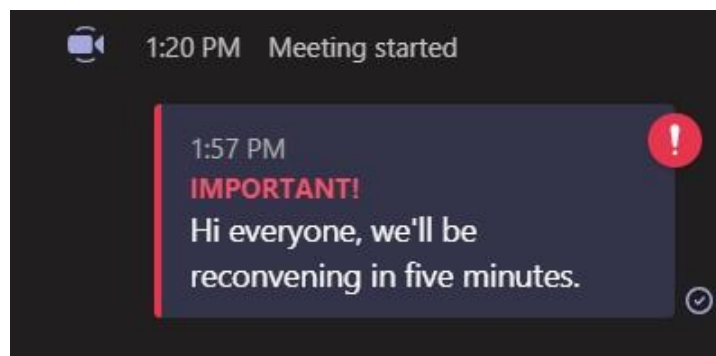 1:20 PM Meeting started
1:57 PM
IMPORTANT!
Hi everyone, we'll be
reconvening in five minutes.